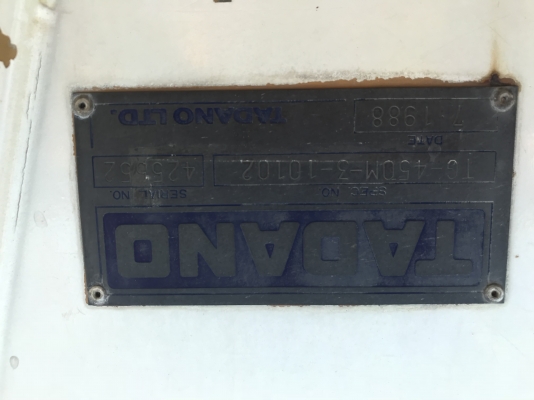 TADANO
SPEC. NO. SERIAL NO.
TG-450M-3-10102
DATE
1988 TADANO LTD.